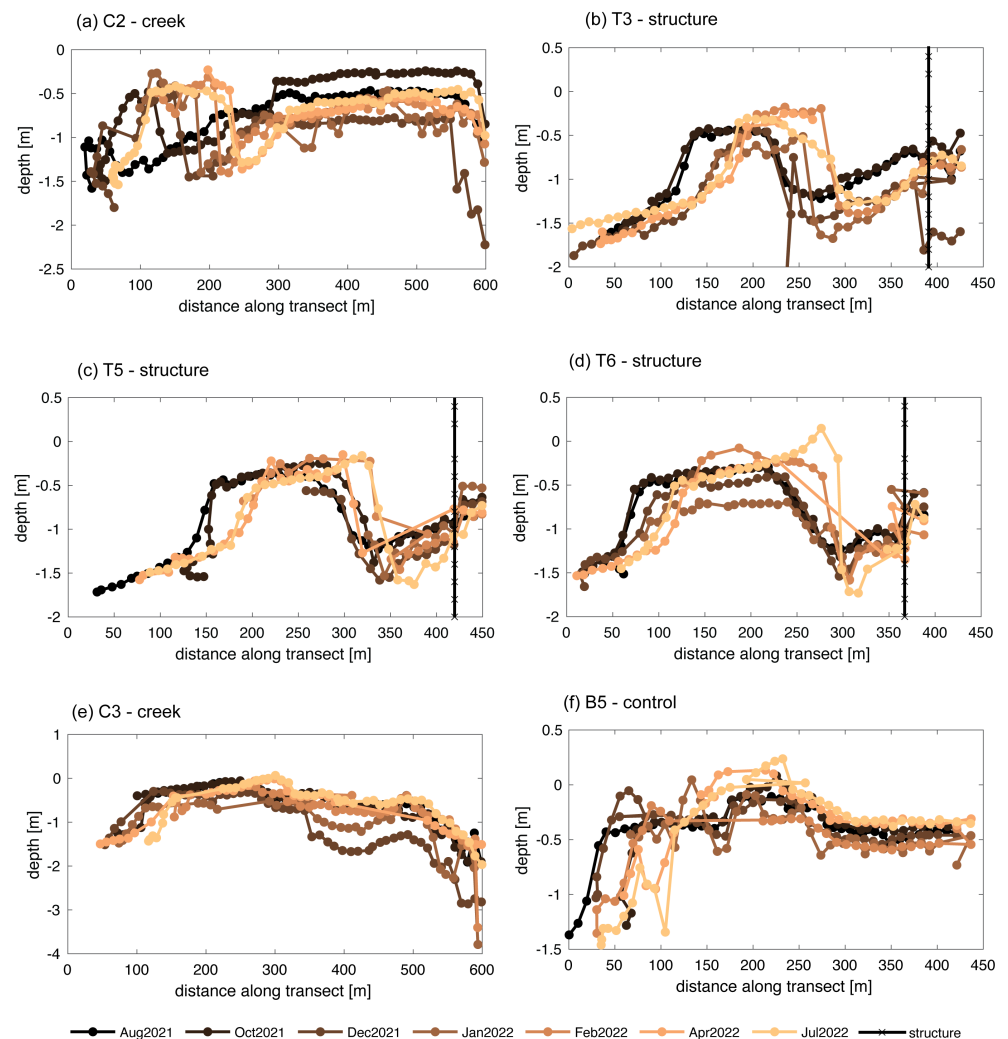 (a) C2 - creek
(b) T3 - structure
0
-0.5
-1
-1.5
-2
-2.5
depth [m]
0 100 200 300 400 500 600
distance along transect [m]
0.5
0
-0.5
-1
-1.5
-2
depth [m]
0 50 100 150 200 250 300 350 400 450
distance along transect [m]
(c) T5 - structure
(d) T6 - structure
0.5
0
-0.5
-1
-1.5
-2
depth [m]
0 50 100 150 200 250 300 350 400 450
distance along transect [m]
0.5
0
-0.5
-1
-1.5
-2
depth [m]
0 50 100 150 200 250 300 350 400 450
distance along transect [m]
(e) C3 - creek
(f) B5 - control
1
0
-1
-2
-3
-4
depth [m]
0 100 200 300 400 500 600
distance along transect [m]
0.5
0
-0.5
-1
-1.5
depth [m]
0 50 100 150 200 250 300 350 400 450
distance along transect [m]
Aug2021 Oct2021 Dec2021 Jan2022 Feb2022 Apr2022 Jul2022 structure